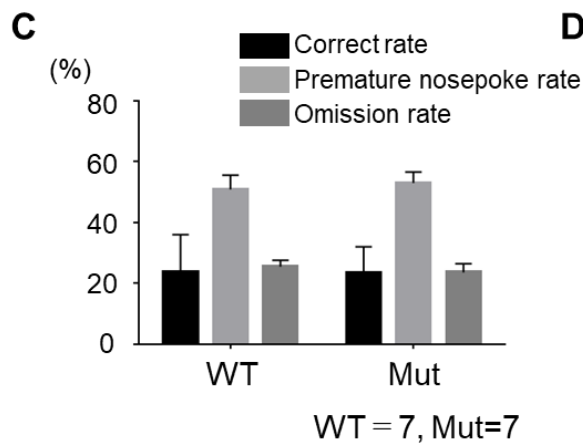 C
D
(%)
Correct rate
Premature nosepoke rate
Omission rate
80
60
40
20
0
WT
Mut
WT = 7, Mut=7